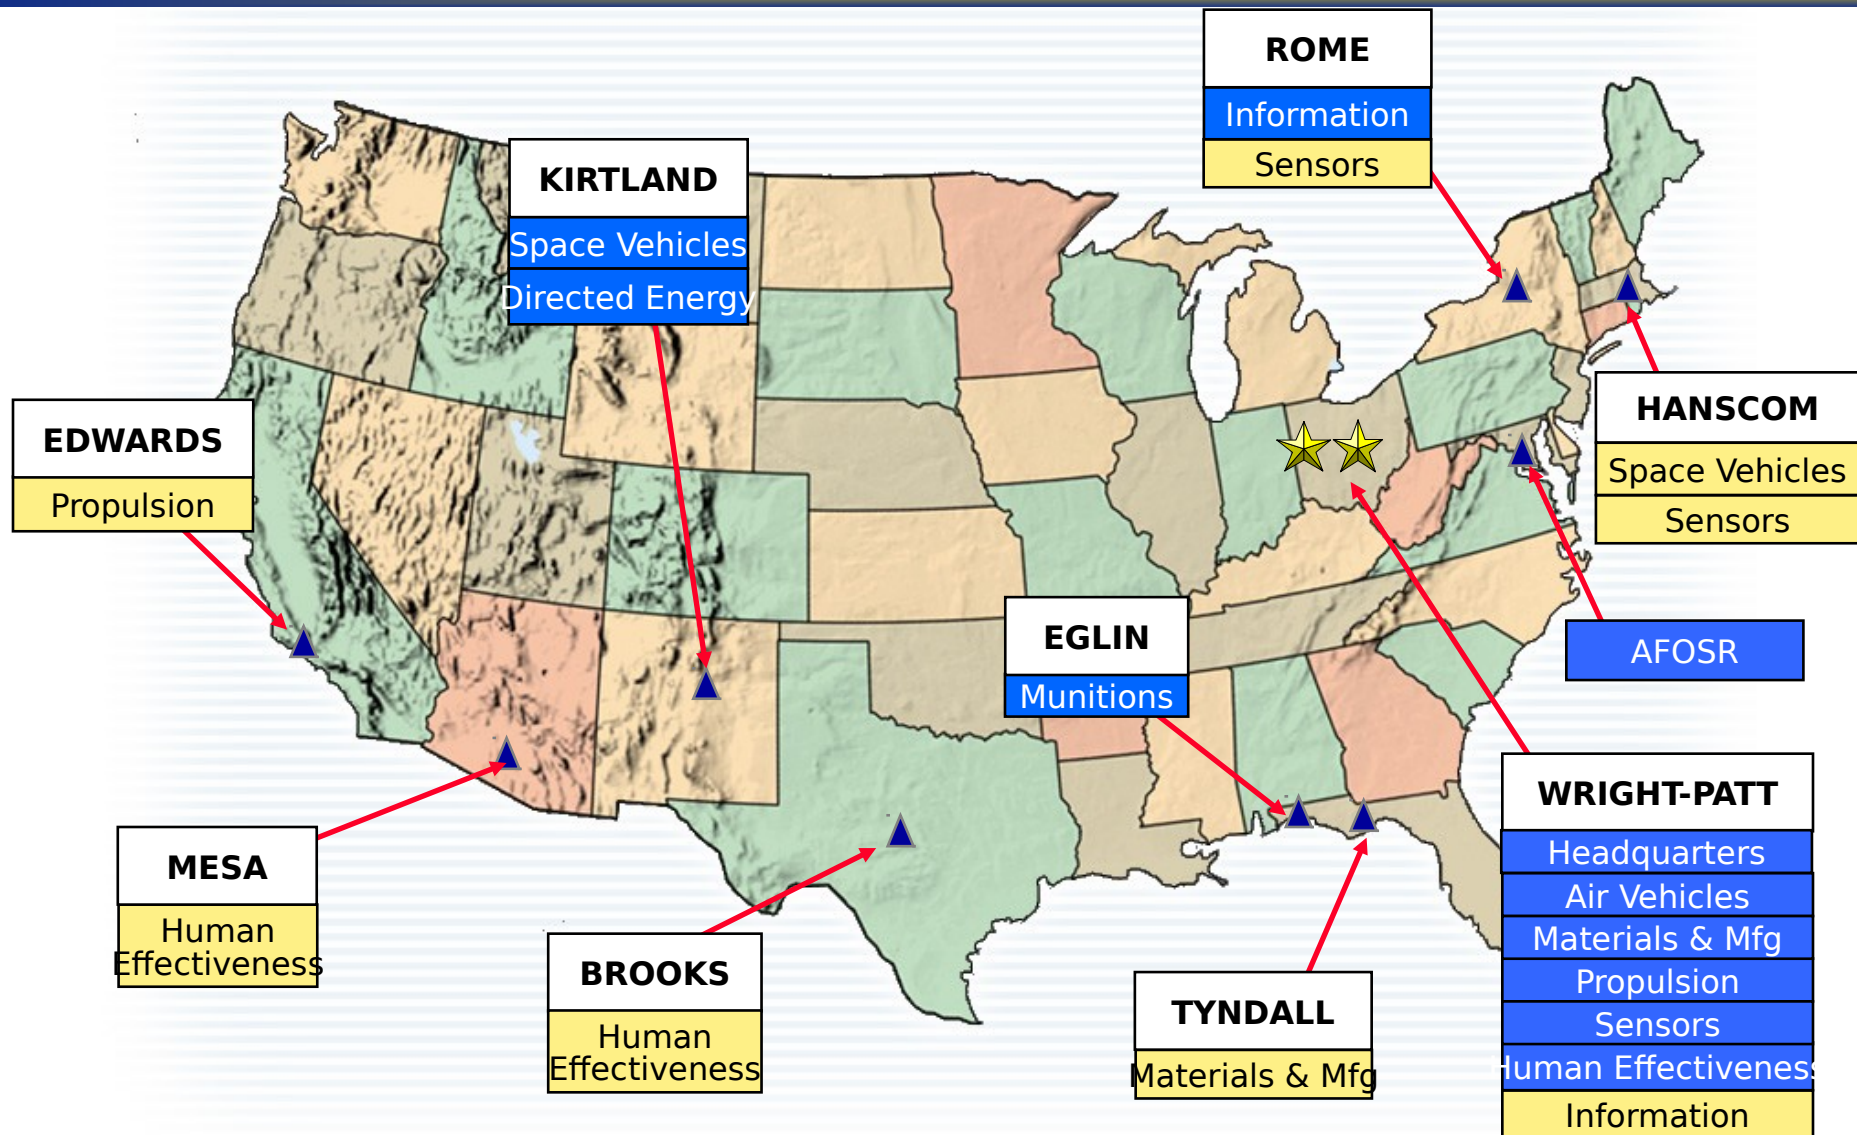 ROME
Information
Sensors
KIRTLAND
Space Vehicles
Directed Energy
EDWARDS
Propulsion
HANSCOM
Space Vehicles
Sensors
EGLIN
Munitions
AFOSR
WRIGHT-PATT
Headquarters
Air Vehicles
Materials & Mfg
Propulsion
Sensors
Human Effectiveness
Information
MESA
Human
Effectiveness
BROOKS
Human
Effectiveness
TYNDALL
Materials & Mfg